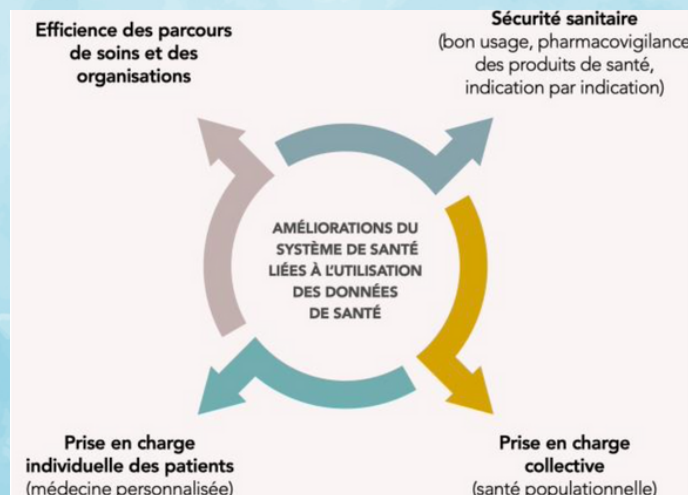 Efficience des parcours
de soins et des
organisations
Sécurité sanitaire
(bon usage, pharmacovigilance
des produits de santé,
indication par indication)
AMÉLIORATIONS DU
SYSTÈME DE SANTÉ
LIÉES À L'UTILISATION
DES DONNÉES
DE SANTÉ
Prise en charge
individuelle des patients
(médecine personnalisée)
Prise en charge
collective
(santé populationnelle)